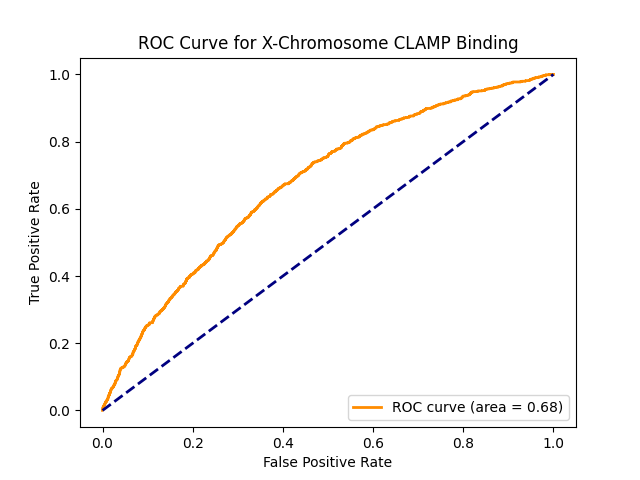 ROC Curve for X-Chromosome CLAMP Binding
True Positive Rate
1.0
0.8
0.6
0.4
0.2
0.0
0.0 0.2 0.4 0.6 0.8 1.0
False Positive Rate
ROC curve (area = 0.68)